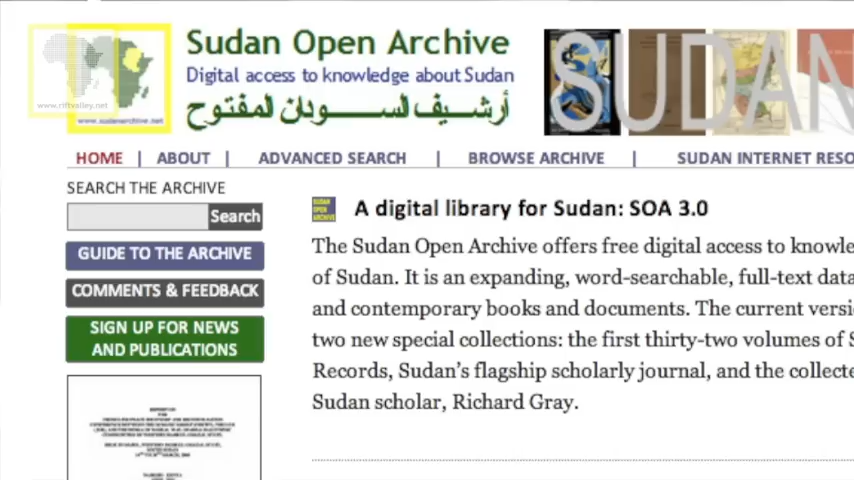 Sudan Open Archive
Digital access to knowledge about Sudan
أرشــيف الســـودان المفتوح
www.riftvalley.net
www.sudanarchive.net
SUDAN
HOME | ABOUT | ADVANCED SEARCH | BROWSE ARCHIVE | SUDAN INTERNET RESO
SEARCH THE ARCHIVE
Search
GUIDE TO THE ARCHIVE
COMMENTS & FEEDBACK
SIGN UP FOR NEWS
AND PUBLICATIONS
SUDAN
OPEN
ARCHIVE
A digital library for Sudan: SOA 3.0
The Sudan Open Archive offers free digital access to knowle
of Sudan. It is an expanding, word-searchable, full-text data
and contemporary books and documents. The current versi
two new special collections: the first thirty-two volumes of S
Records, Sudan's flagship scholarly journal, and the collecte
Sudan scholar, Richard Gray.